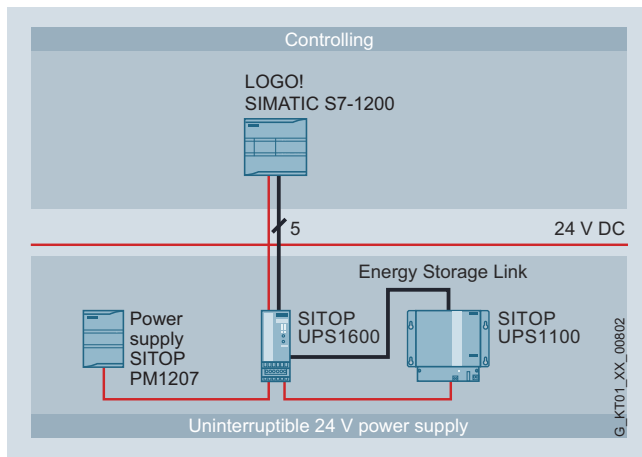 Controlling
LOGO!
SIMATIC S7-1200
5
24 V DC
Energy Storage Link
Power
supply
SITOP
PM1207
SITOP
UPS1600
SITOP
UPS1100
Uninterruptible 24 V power supply
G_KT01_XX_00802